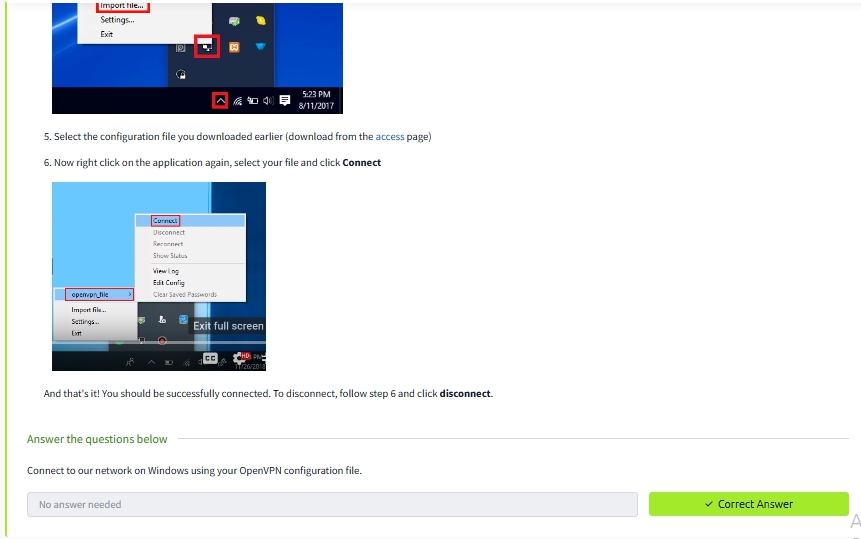 Import file...
Settings...
Exit
5:23 PM
8/11/2017
5. Select the configuration file you downloaded earlier (download from the access page)
6. Now right click on the application again, select your file and click Connect
Connect
Disconnect
Reconnect
Show Status
View Log
Edit Config
Clear Saved Passwords
openvpn_file
Import file...
Settings...
Exit
Exit full screen
CC
HD
PM
11/26/2018
And that's it! You should be successfully connected. To disconnect, follow step 6 and click disconnect.
Answer the questions below
Connect to our network on Windows using your OpenVPN configuration file.
No answer needed
✓ Correct Answer